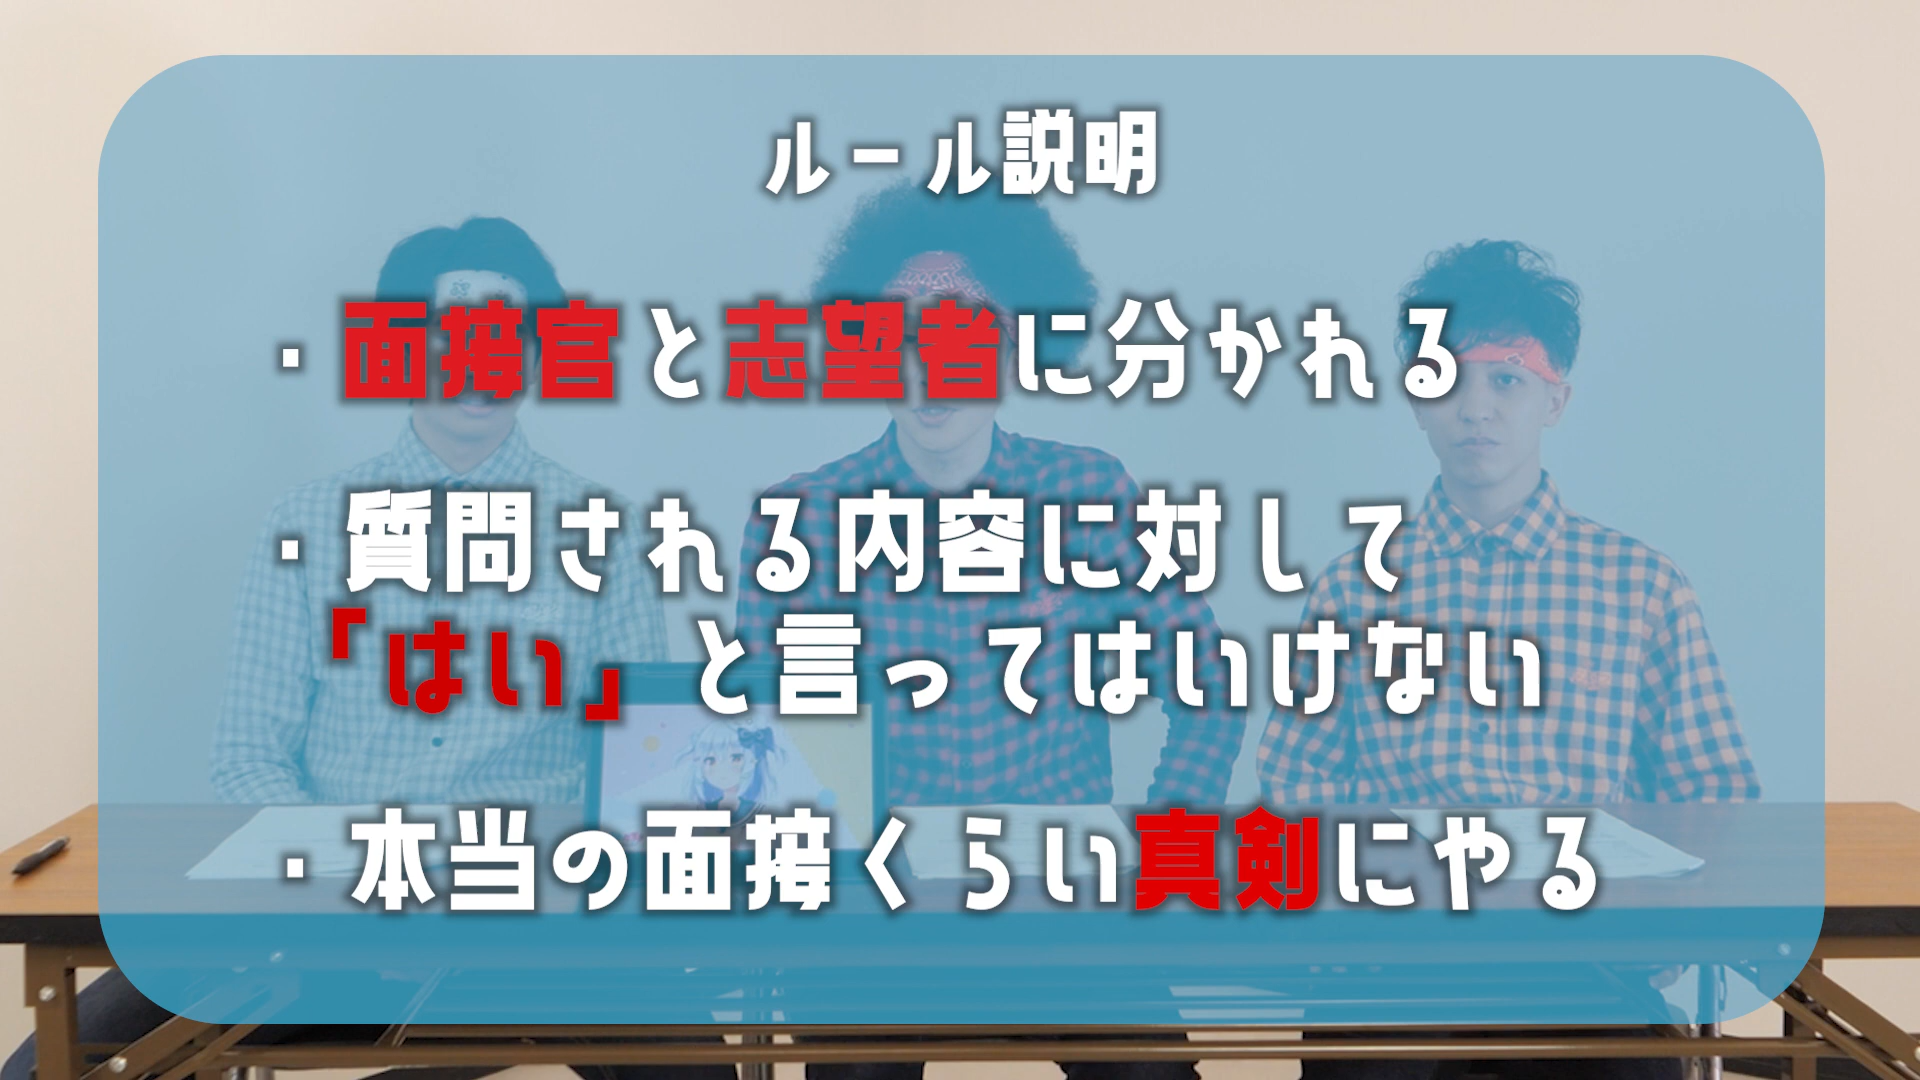 ルール説明
・面接官と志望者に分かれる
・質問される内容に対して
「はい」と言ってはいけない
・本当の面接くらい真剣にやる